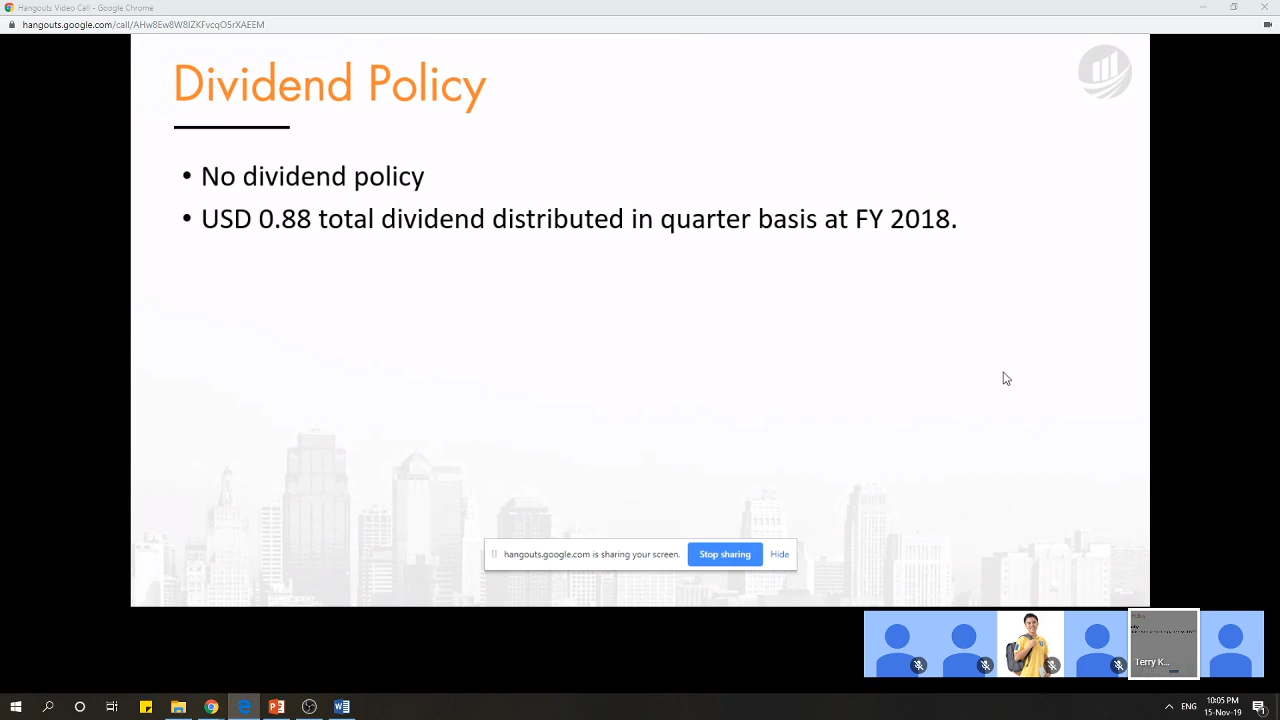 Hangouts Video Call - Google Chrome
hangouts.google.com/call/AHw8Ew8W8lZKFvcqO5rXAEEM
Dividend Policy
• No dividend policy
• USD 0.88 total dividend distributed in quarter basis at FY 2018.
hangouts.google.com is sharing your screen. Stop sharing Hide
Terry K...
ENG
10:05 PM
15-Nov-19